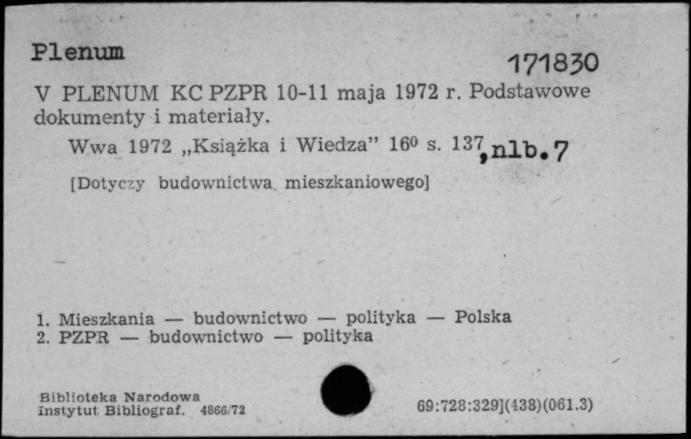 Plenum
171830
V PLENUM KC PZPR 10-11 maja 1972 r. Podstawowe
dokumenty i materiały.
Wwa 1972 „Książka i Wiedza” 16⁰ s. 137, nlb. 7
[Dotyczy budownictwa mieszkaniowego]
1. Mieszkania — budownictwo — polityka — Polska
2. PZPR — budownictwo — polityka
Biblioteka Narodowa
Instytut Bibliograf. 4866/72
69:728:329](438)(061.3)